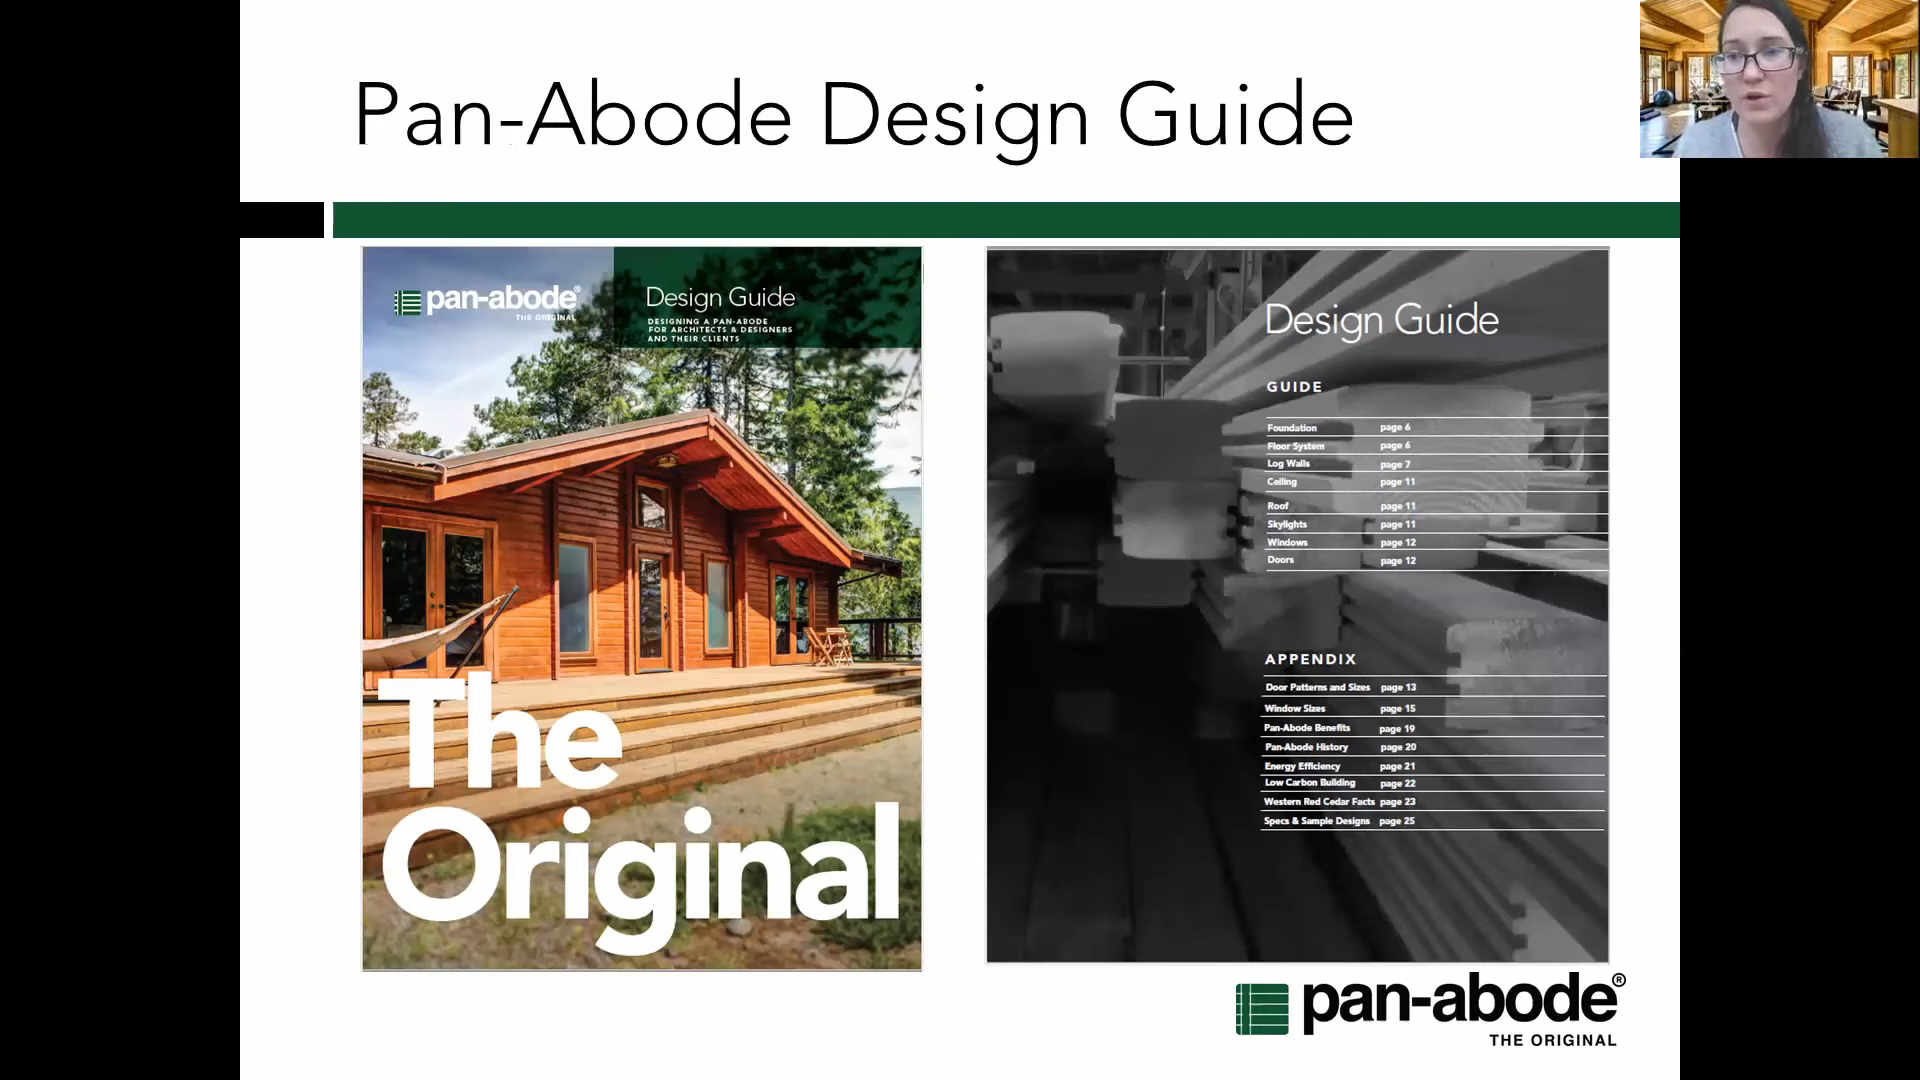 Pan-Abode Design Guide
pan-abode®
THE ORIGINAL
Design Guide
DESIGNING A PAN-ABODE
FOR ARCHITECTS & DESIGNERS
AND THEIR CLIENTS
The
Original
Design Guide
GUIDE
Foundation page 6
Floor System page 6
Log Walls page 7
Ceiling page 11
Roof page 11
Skylights page 11
Windows page 12
Doors page 12
APPENDIX
Door Patterns and Sizes page 13
Window Sizes page 15
Pan-Abode Benefits page 19
Pan-Abode History page 20
Energy Efficiency page 21
Low Carbon Building page 22
Western Red Cedar Facts page 23
Specs & Sample Designs page 25
pan-abode®
THE ORIGINAL